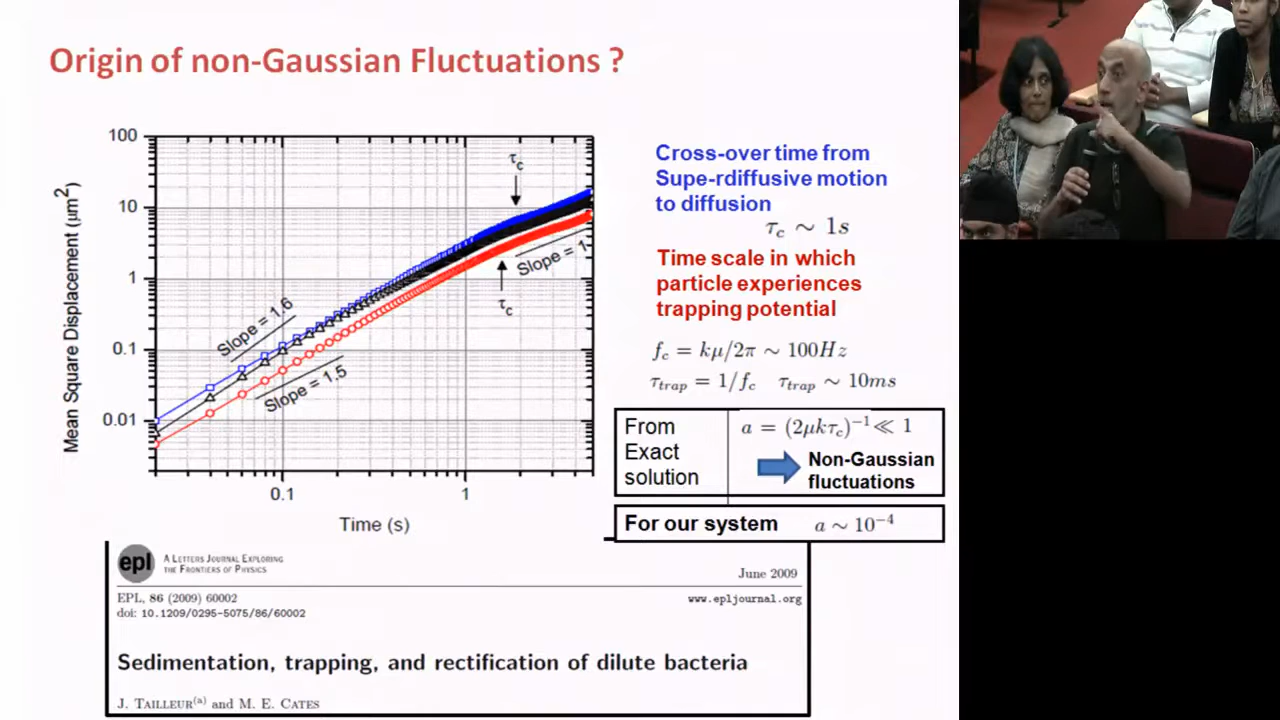 Origin of non-Gaussian Fluctuations ?
100
10
1
0.1
0.01
Mean Square Displacement (μm²)
τc
τc
Slope = 1.6
Slope = 1.5
Slope = 1.
0.1
1
Time (s)
Cross-over time from
Supe-rdiffusive motion
to diffusion
τc ∼ 1s
Time scale in which
particle experiences
trapping potential
fc = kμ/2π ∼ 100Hz
τtrap = 1/fc τtrap ∼ 10ms
From
Exact
solution
a = (2μkτc)⁻¹ ≪ 1
Non-Gaussian
fluctuations
For our system a ∼ 10⁻⁴
epl
A Letters Journal Exploring
the Frontiers of Physics
June 2009
EPL, 86 (2009) 60002
www.epljournal.org
doi: 10.1209/0295-5075/86/60002
Sedimentation, trapping, and rectification of dilute bacteria
J. Tailleur(a) and M. E. Cates